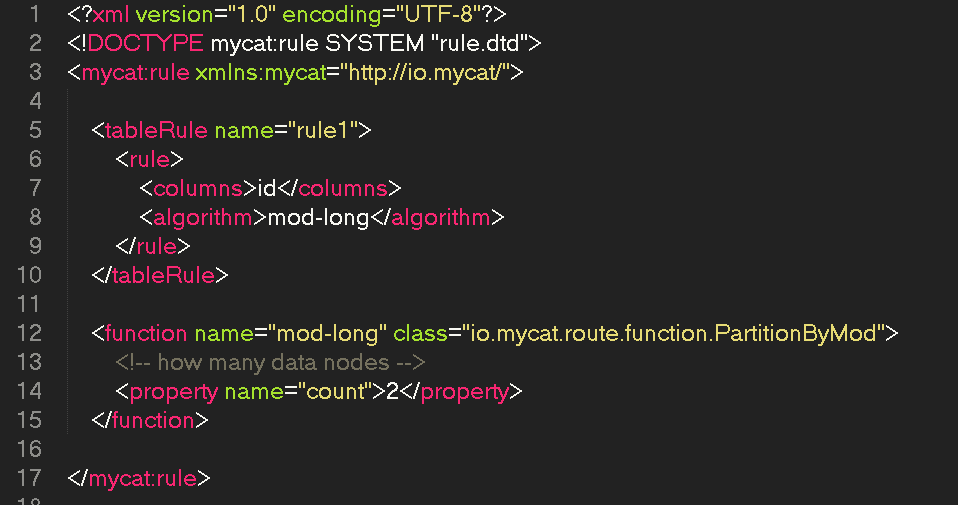 1 <?xml version="1.0" encoding="UTF-8"?>
2 <!DOCTYPE mycat:rule SYSTEM "rule.dtd">
3 <mycat:rule xmlns:mycat="http://io.mycat/">
4
5 <tableRule name="rule1">
6 <rule>
7 <columns>id</columns>
8 <algorithm>mod-long</algorithm>
9 </rule>
10 </tableRule>
11
12 <function name="mod-long" class="io.mycat.route.function.PartitionByMod">
13 <!-- how many data nodes -->
14 <property name="count">2</property>
15 </function>
16
17 </mycat:rule>
18